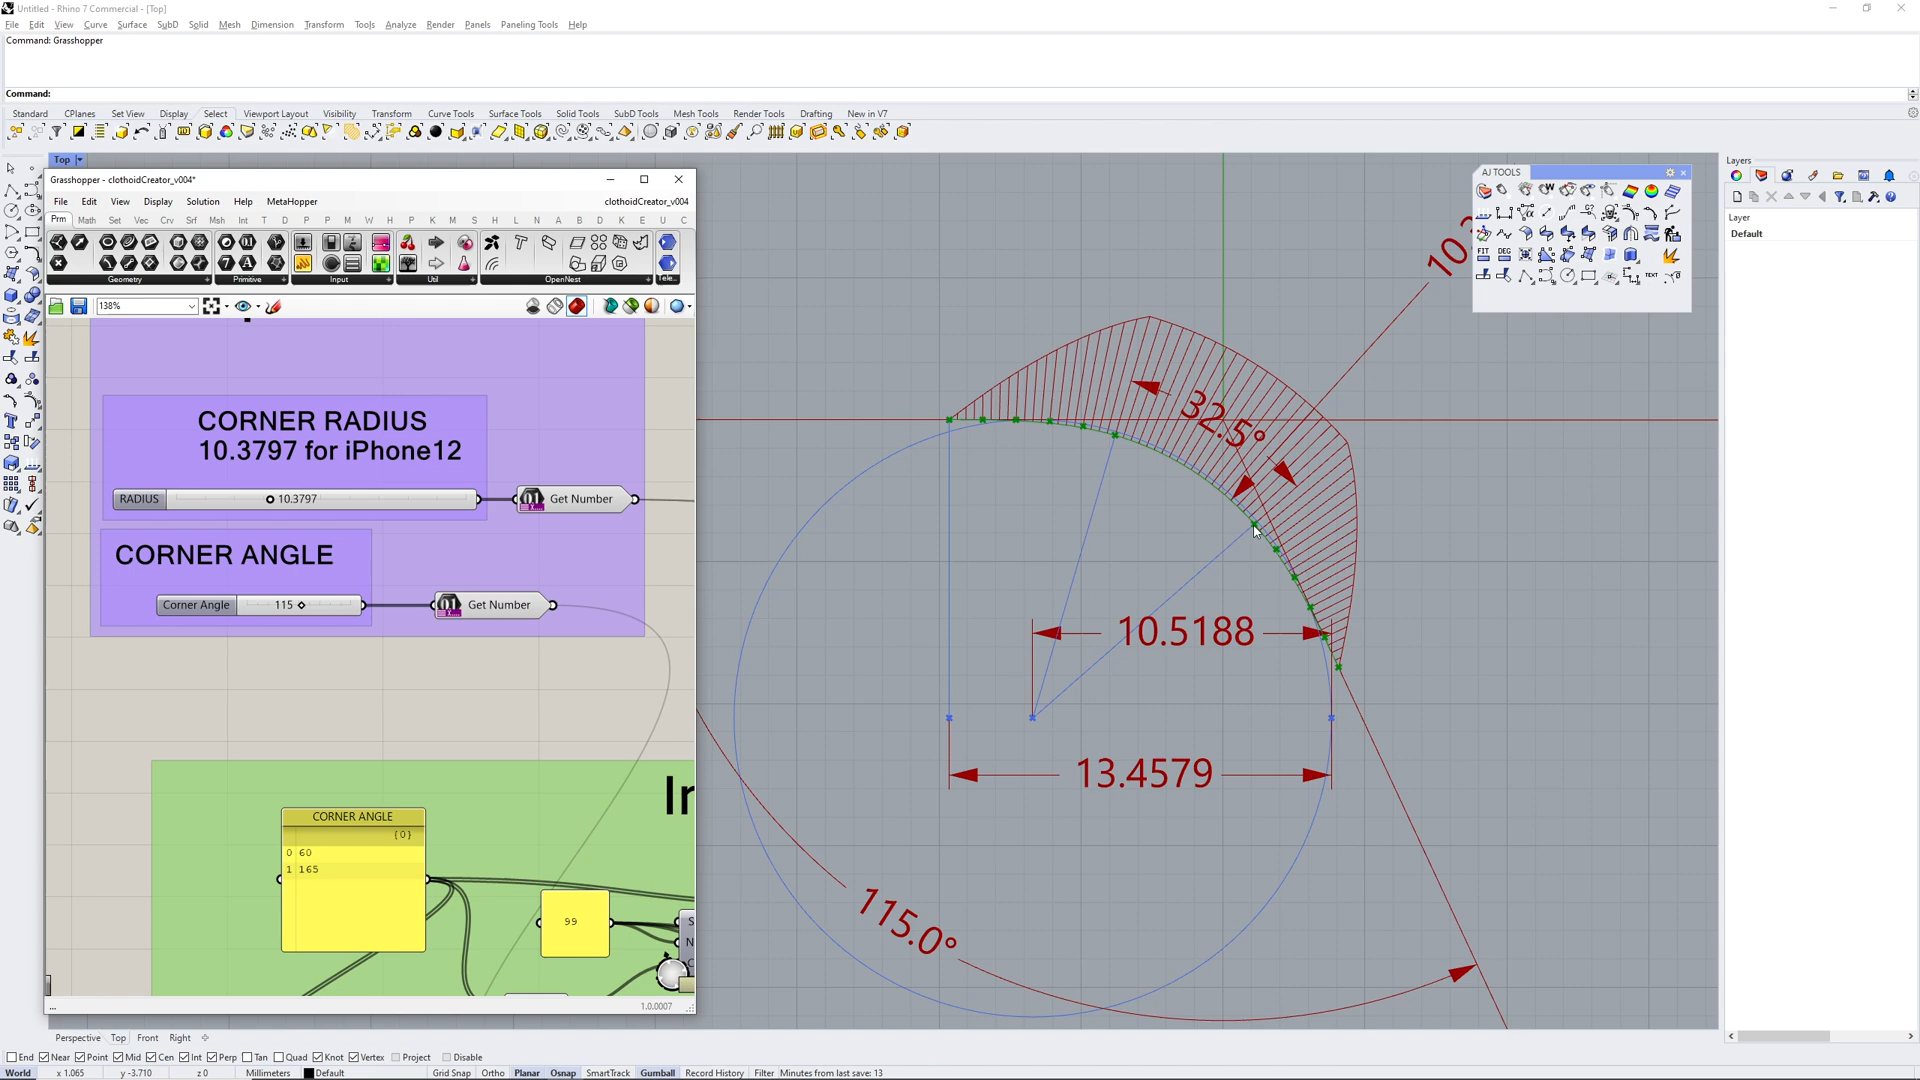 Untitled - Rhino 7 Commercial - [Top]
File Edit View Curve Surface SubD Solid Mesh Dimension Transform Tools Analyze Render Panels Paneling Tools Help
Command: Grasshopper
Command:
Standard CPlanes Set View Display Select Viewport Layout Visibility Transform Curve Tools Surface Tools Solid Tools SubD Tools Mesh Tools Render Tools Drafting New in V7
Top
Grasshopper - clothoidCreator_v004*
File Edit View Display Solution Help MetaHopper clothoidCreator_v004
Prm Math Set Vec Crv Srf Msh Int T D P P M W H P K M S H L N A B D K E U C
Geometry Primitive Input Util OpenNest Tele...
138%
CORNER RADIUS
10.3797 for iPhone12
RADIUS 10.3797 Get Number
CORNER ANGLE
Corner Angle 115 Get Number
In
CORNER ANGLE
{0}
0 60
1 165
99
S
N
C
... 1.0.0007
32.5°
10.5188
13.4579
115.0°
10.3
AJ TOOLS
FIT DEG TEXT
Layers
Layer
Default
Perspective Top Front Right
End Near Point Mid Cen Int Perp Tan Quad Knot Vertex Project Disable
World x 1.065 y -3.710 z 0 Millimeters Default Grid Snap Ortho Planar Osnap SmartTrack Gumball Record History Filter Minutes from last save: 13